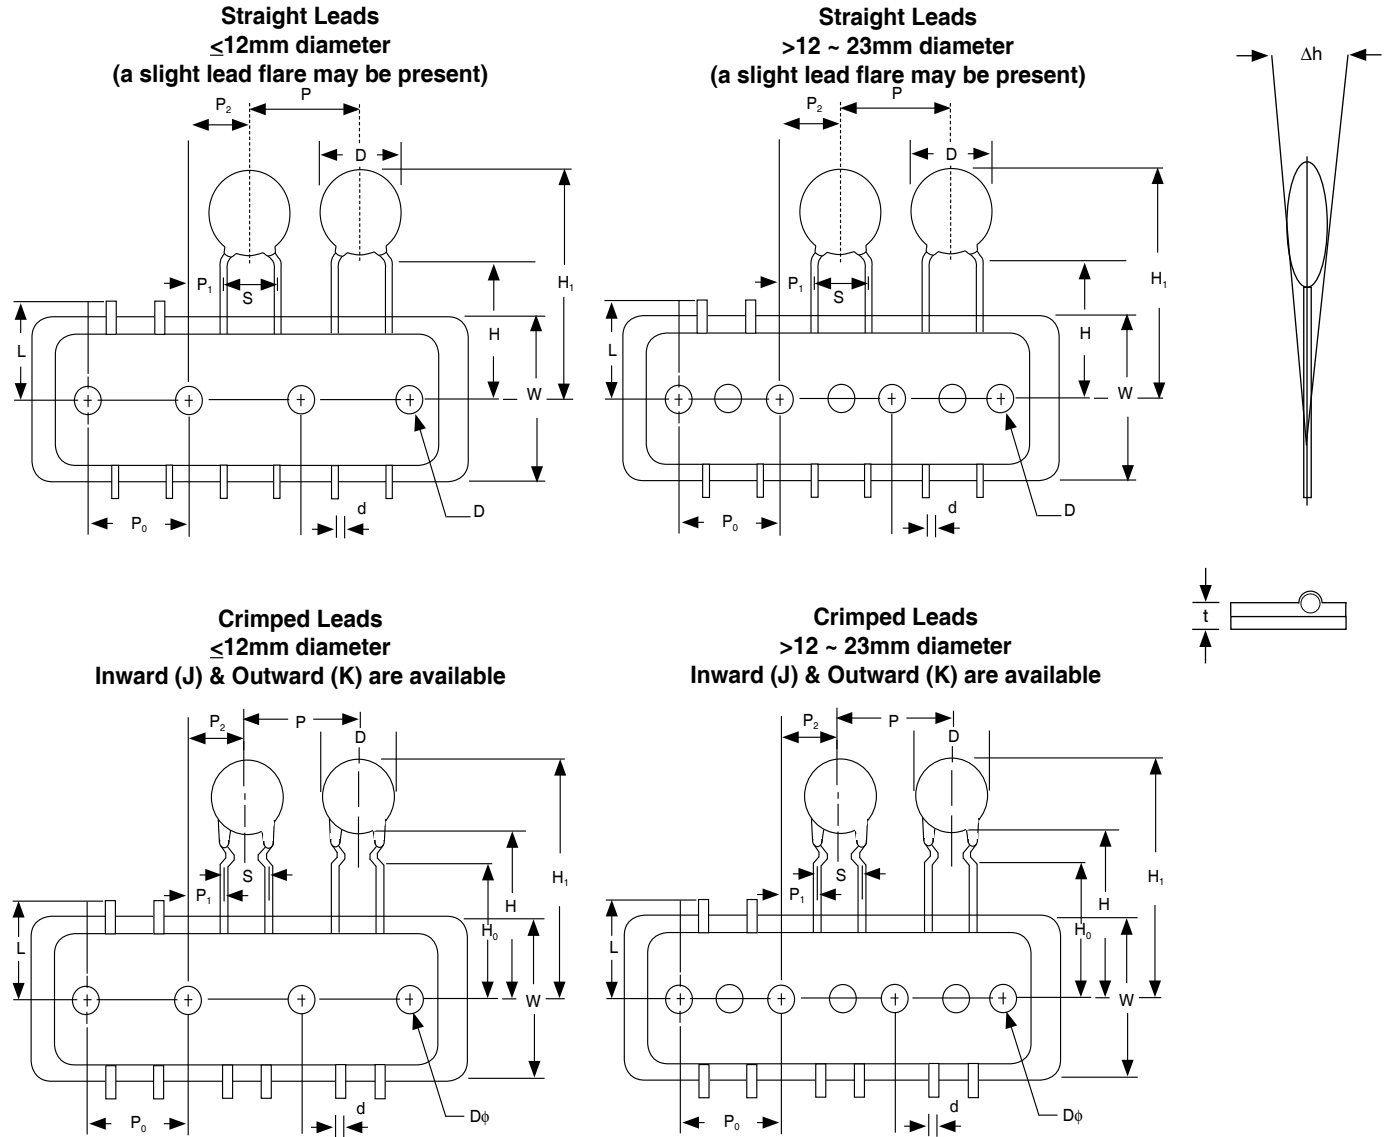 Straight Leads
≤12mm diameter
(a slight lead flare may be present)
P2
P
D
P1
S
H1
H
L
W
P0
d
D
Straight Leads
>12 ~ 23mm diameter
(a slight lead flare may be present)
P2
P
D
P1
S
H1
H
L
W
P0
d
D
Δh
t
Crimped Leads
≤12mm diameter
Inward (J) & Outward (K) are available
P2
P
D
S
P1
H1
H
H0
L
W
P0
d
Dϕ
Crimped Leads
>12 ~ 23mm diameter
Inward (J) & Outward (K) are available
P2
P
D
S
P1
H1
H
H0
L
W
P0
d
Dϕ